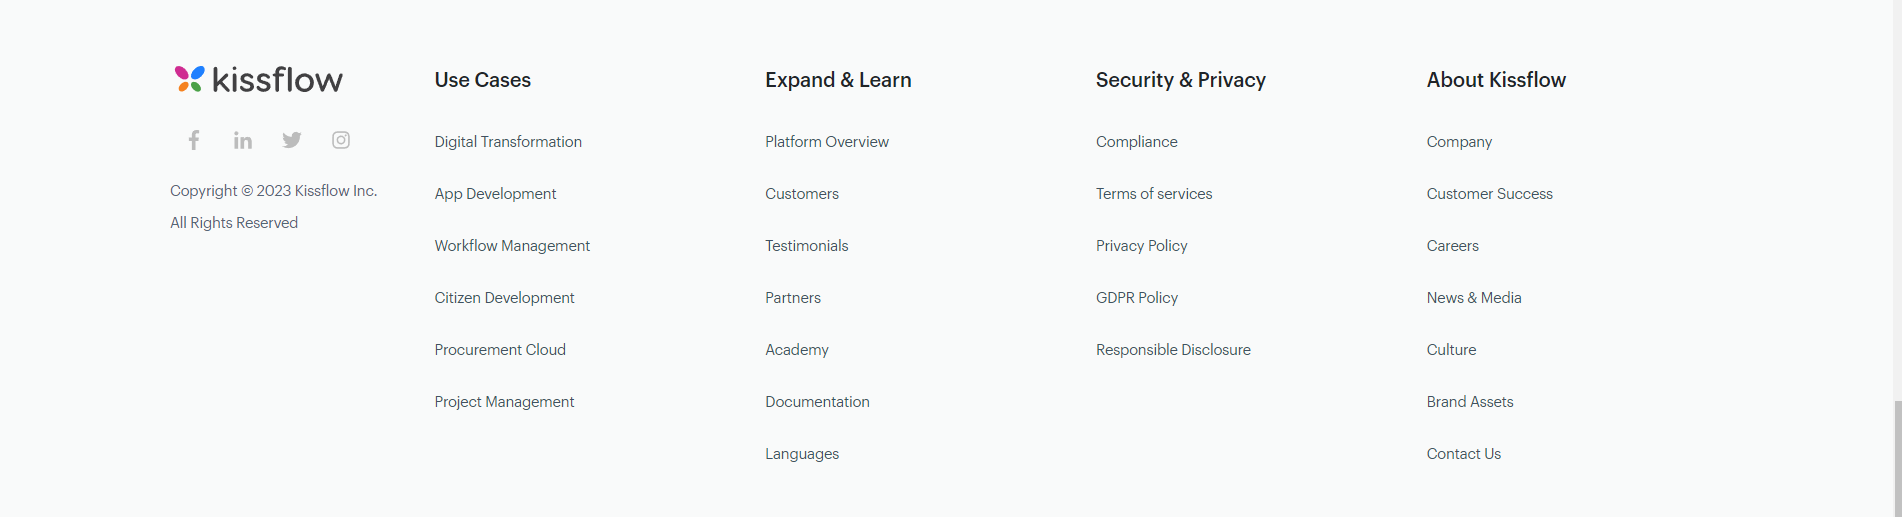 kissflow
Copyright © 2023 Kissflow Inc.
All Rights Reserved
Use Cases
Digital Transformation
App Development
Workflow Management
Citizen Development
Procurement Cloud
Project Management
Expand & Learn
Platform Overview
Customers
Testimonials
Partners
Academy
Documentation
Languages
Security & Privacy
Compliance
Terms of services
Privacy Policy
GDPR Policy
Responsible Disclosure
About Kissflow
Company
Customer Success
Careers
News & Media
Culture
Brand Assets
Contact Us